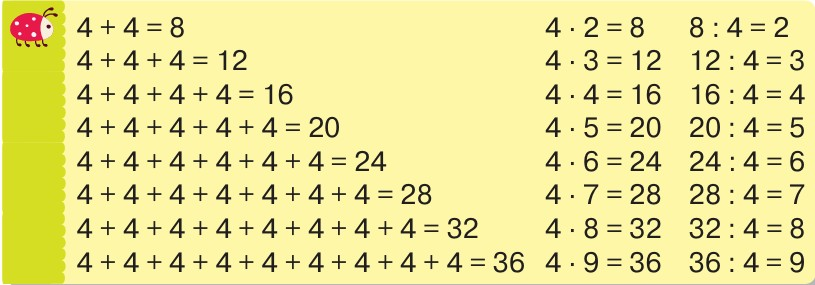 4 + 4 = 8 4 · 2 = 8 8 : 4 = 2
4 + 4 + 4 = 12 4 · 3 = 12 12 : 4 = 3
4 + 4 + 4 + 4 = 16 4 · 4 = 16 16 : 4 = 4
4 + 4 + 4 + 4 + 4 = 20 4 · 5 = 20 20 : 4 = 5
4 + 4 + 4 + 4 + 4 + 4 = 24 4 · 6 = 24 24 : 4 = 6
4 + 4 + 4 + 4 + 4 + 4 + 4 = 28 4 · 7 = 28 28 : 4 = 7
4 + 4 + 4 + 4 + 4 + 4 + 4 + 4 = 32 4 · 8 = 32 32 : 4 = 8
4 + 4 + 4 + 4 + 4 + 4 + 4 + 4 + 4 = 36 4 · 9 = 36 36 : 4 = 9